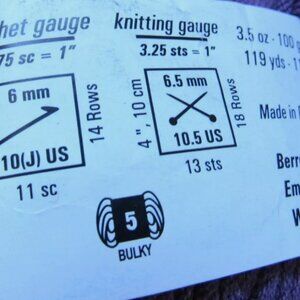 het gauge
75 sc = 1"
6 mm
10(J) US
14 Rows
11 sc
knitting gauge
3.25 sts = 1"
4", 10 cm
6.5 mm
10.5 US
18 Rows
13 sts
5
BULKY
3.5 oz · 100
119 yds · 1
Made in
Berr
Em